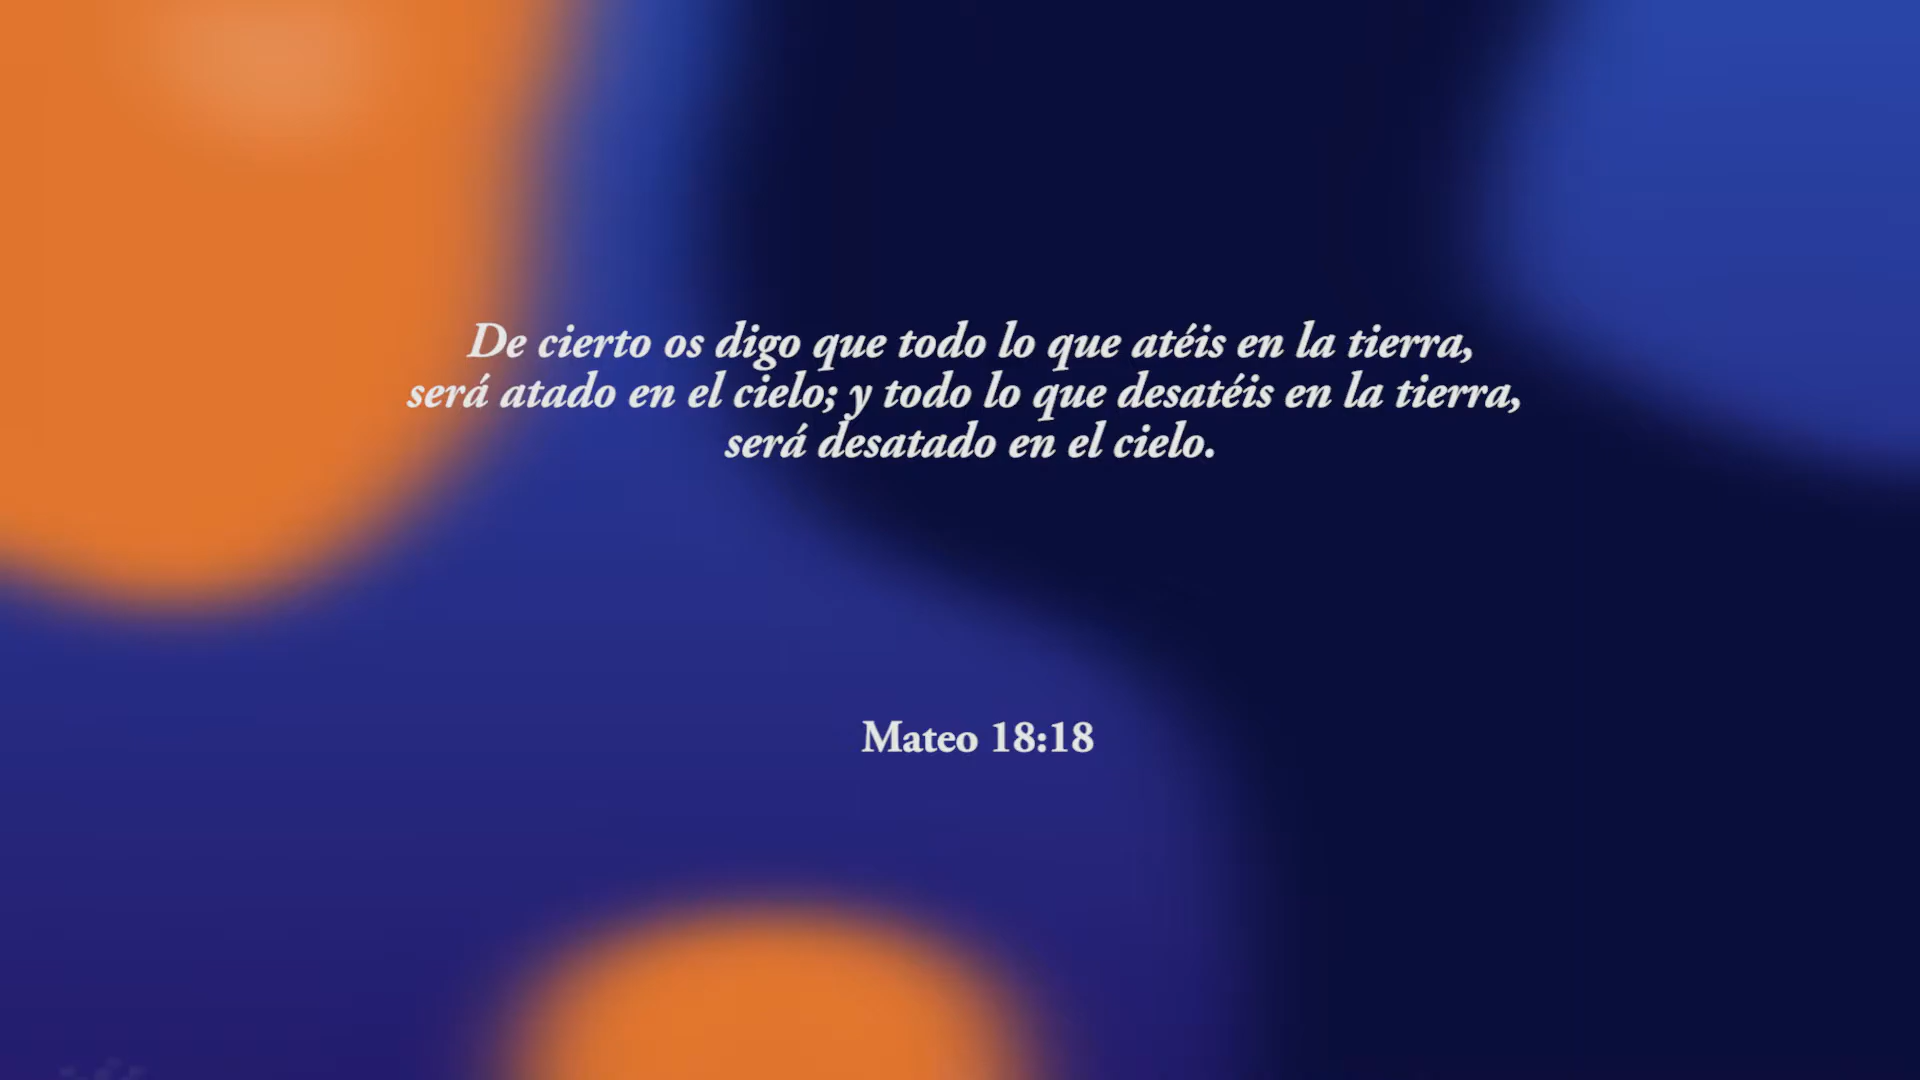 De cierto os digo que todo lo que atéis en la tierra,
será atado en el cielo; y todo lo que desatéis en la tierra,
será desatado en el cielo.
Mateo 18:18